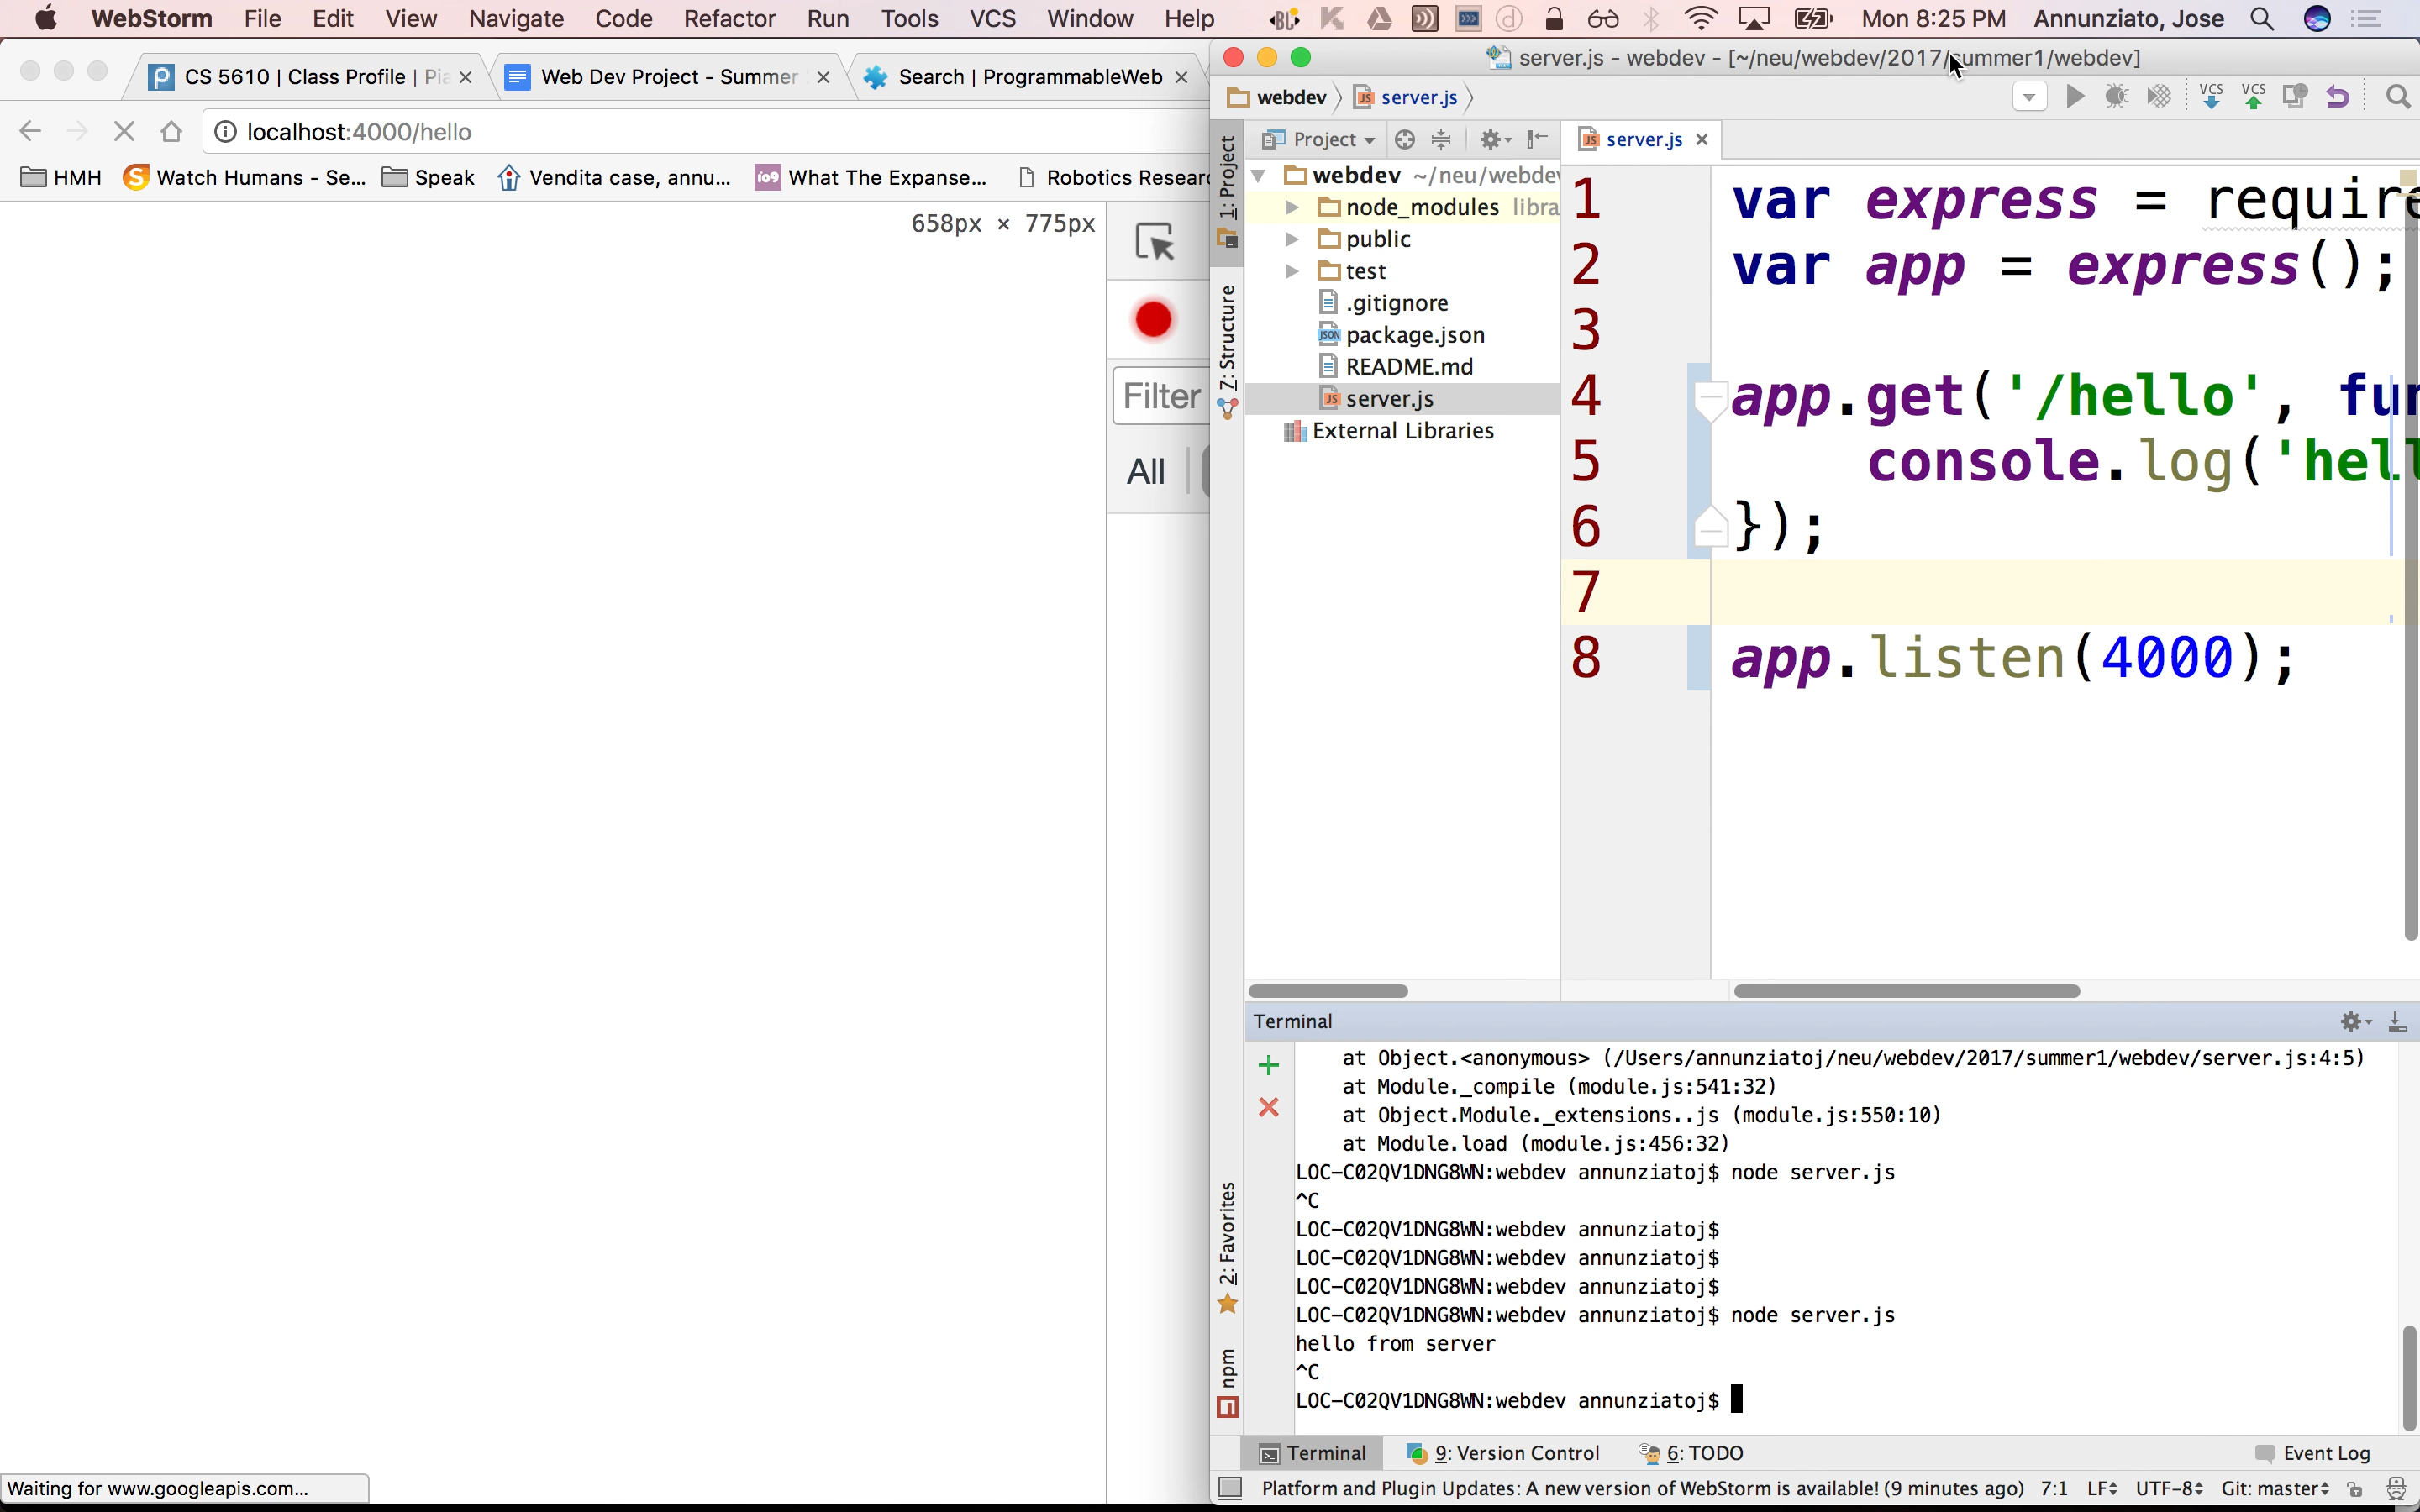 WebStorm File Edit View Navigate Code Refactor Run Tools VCS Window Help Mon 8:25 PM Annunziato, Jose
CS 5610 | Class Profile | Pia
Web Dev Project - Summer
Search | ProgrammableWeb
server.js - webdev - [~/neu/webdev/2017/summer1/webdev]
localhost:4000/hello
webdev server.js
VCS VCS
HMH Watch Humans - Se... Speak Vendita case, annu... What The Expanse... Robotics Resear
658px × 775px
Filter
All
1: Project
Z: Structure
2: Favorites
npm
Project
webdev ~/neu/webde
node_modules libra
public
test
.gitignore
package.json
README.md
server.js
External Libraries
server.js
1 var express = require
2 var app = express();
3
4 app.get('/hello', fun
5 console.log('hell
6 });
7
8 app.listen(4000);
Terminal
at Object.<anonymous> (/Users/annunziatoj/neu/webdev/2017/summer1/webdev/server.js:4:5)
at Module._compile (module.js:541:32)
at Object.Module._extensions..js (module.js:550:10)
at Module.load (module.js:456:32)
LOC-C02QV1DNG8WN:webdev annunziatoj$ node server.js
^C
LOC-C02QV1DNG8WN:webdev annunziatoj$
LOC-C02QV1DNG8WN:webdev annunziatoj$
LOC-C02QV1DNG8WN:webdev annunziatoj$
LOC-C02QV1DNG8WN:webdev annunziatoj$ node server.js
hello from server
^C
LOC-C02QV1DNG8WN:webdev annunziatoj$
Terminal 9: Version Control 6: TODO Event Log
Waiting for www.googleapis.com...
Platform and Plugin Updates: A new version of WebStorm is available! (9 minutes ago) 7:1 LF UTF-8 Git: master